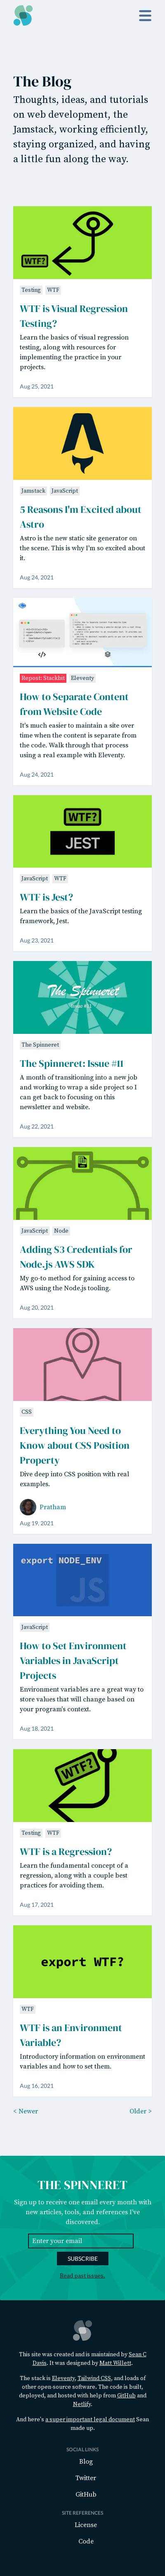 The Blog
Thoughts, ideas, and tutorials
on web development, the
Jamstack, working efficiently,
staying organized, and having
a little fun along the way.
WTF
Testing WTF
WTF is Visual Regression
Testing?
Learn the basics of visual regression
testing, along with resources for
implementing the practice in your
projects.
Aug 25, 2021
Jamstack JavaScript
5 Reasons I'm Excited about
Astro
Astro is the new static site generator on
the scene. This is why I'm so excited about
it.
Aug 24, 2021
Repost: Stackbit Eleventy
How to Separate Content
from Website Code
It's much easier to maintain a site over
time when the content is separate from
the code. Walk through that process
using a real example with Eleventy.
Aug 24, 2021
WTF?
JEST
JavaScript WTF
WTF is Jest?
Learn the basics of the JavaScript testing
framework, Jest.
Aug 23, 2021
The Spinneret
The Spinneret
The Spinneret: Issue #11
A month of transitioning into a new job
and working to wrap a side project so I
can get back to focusing on this
newsletter and website.
Aug 22, 2021
JavaScript Node
Adding S3 Credentials for
Node.js AWS SDK
My go-to method for gaining access to
AWS using the Node.js tooling.
Aug 20, 2021
CSS
Everything You Need to
Know about CSS Position
Property
Dive deep into CSS position with real
examples.
Pratham
Aug 19, 2021
export NODE_ENV
JS
JavaScript
How to Set Environment
Variables in JavaScript
Projects
Environment variables are a great way to
store values that will change based on
your program's context.
Aug 18, 2021
WTF?
Testing WTF
WTF is a Regression?
Learn the fundamental concept of a
regression, along with a couple best
practices for avoiding them.
Aug 17, 2021
export WTF?
WTF
WTF is an Environment
Variable?
Introductory information on environment
variables and how to set them.
Aug 16, 2021
< Newer Older >
THE SPINNERET
Sign up to receive one email every month with
new articles, tools, and references I've
discovered.
Enter your email
SUBSCRIBE
Read past issues.
This site was created and is maintained by Sean C
Davis. It was designed by Matt Willett.
The stack is Eleventy, Tailwind CSS, and loads of
other open-source software. The code is built,
deployed, and hosted with help from GitHub and
Netlify.
And here's a super important legal document Sean
made up.
SOCIAL LINKS
Blog
Twitter
GitHub
SITE REFERENCES
License
Code